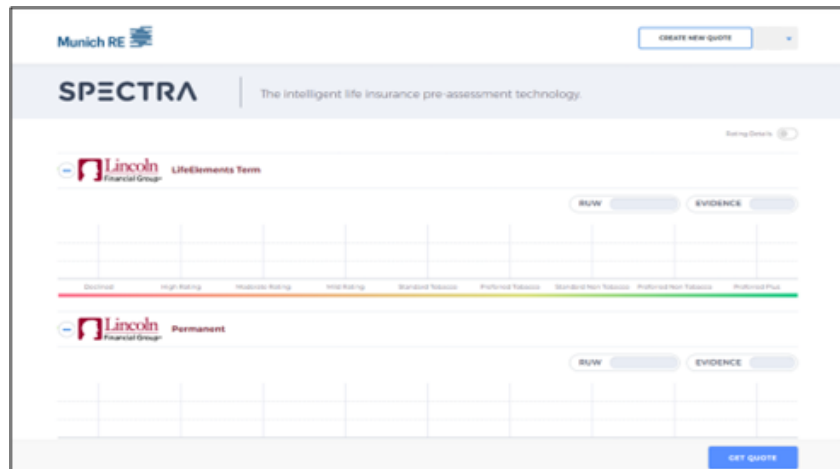 Munich RE
CREATE NEW QUOTE
SPECTRA The intelligent life insurance pre-assessment technology.
Rating Details
Lincoln Financial Group® LifeElements Term
RUW EVIDENCE
Declined High Rating Moderate Rating Mild Rating Standard Tobacco Preferred Tobacco Standard Non Tobacco Preferred Non Tobacco Preferred Plus
Lincoln Financial Group® Permanent
RUW EVIDENCE
GET QUOTE